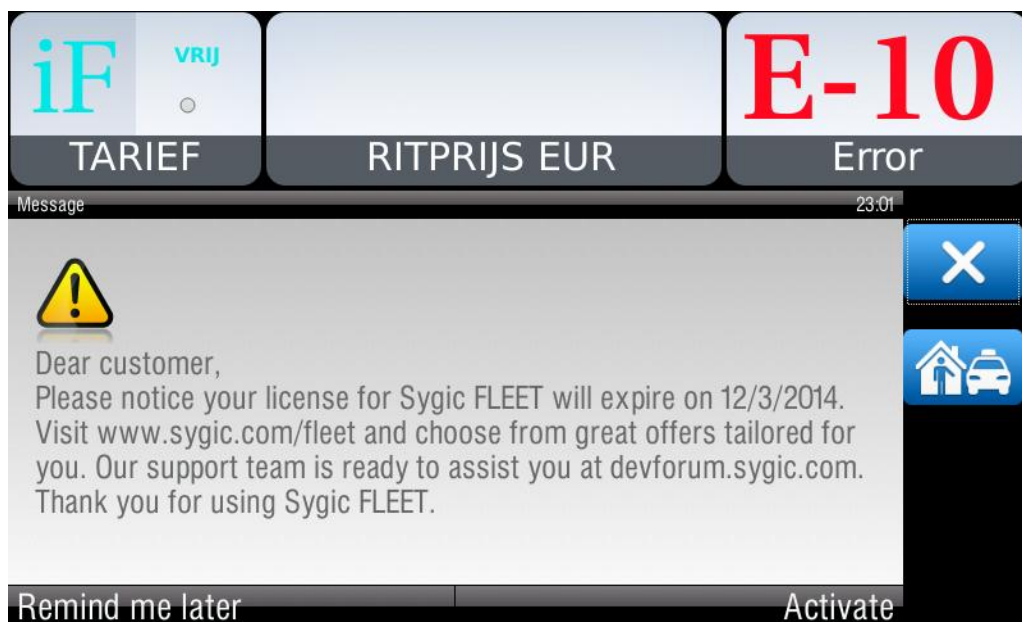 iF VRIJ E-10
TARIEF RITPRIJS EUR Error
Message 23:01
Dear customer,
Please notice your license for Sygic FLEET will expire on 12/3/2014.
Visit www.sygic.com/fleet and choose from great offers tailored for
you. Our support team is ready to assist you at devforum.sygic.com.
Thank you for using Sygic FLEET.
Remind me later Activate